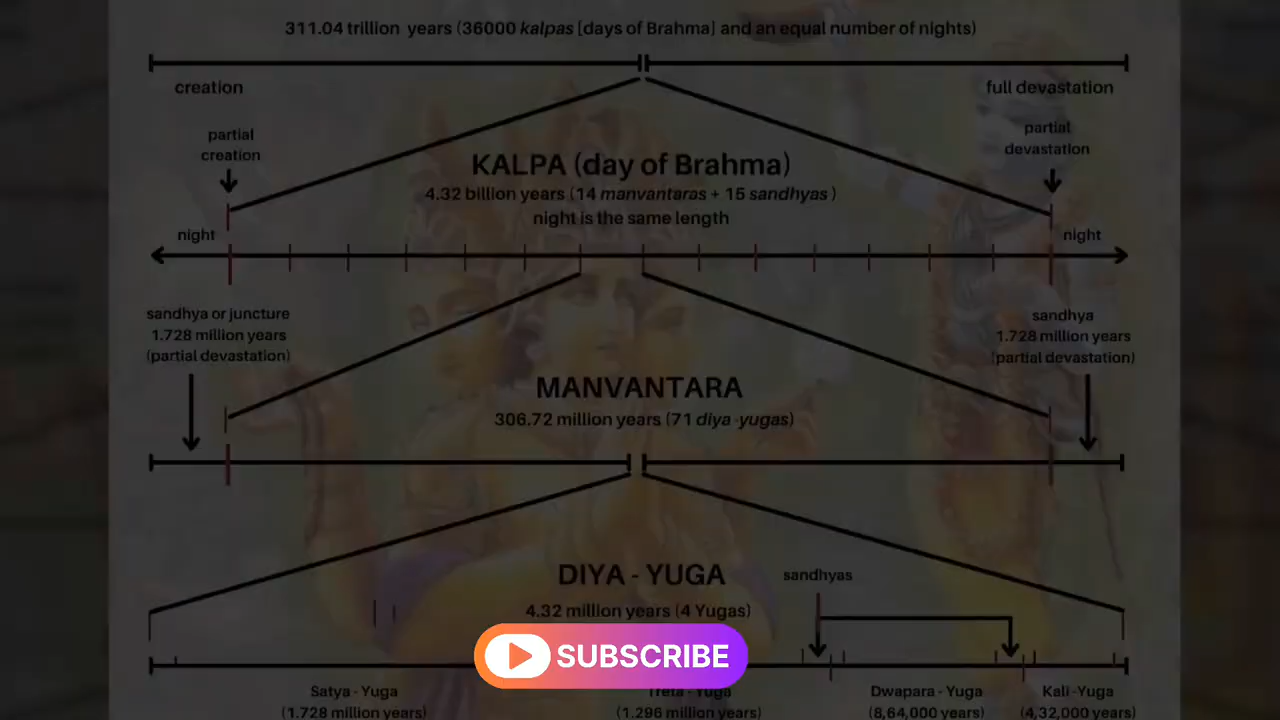 311.04 trillion years (36000 kalpas [days of Brahma] and an equal number of nights)
creation
full devastation
partial
creation
partial
devastation
KALPA (day of Brahma)
4.32 billion years (14 manvantaras + 15 sandhyas )
night is the same length
night
night
sandhya or juncture
1.728 million years
(partial devastation)
sandhya
1.728 million years
(partial devastation)
MANVANTARA
306.72 million years (71 diya -yugas)
DIYA - YUGA
sandhyas
4.32 million years (4 Yugas)
SUBSCRIBE
Satya - Yuga
Treta - Yuga
Dwapara - Yuga
Kali -Yuga
(1.728 million years)
(1.296 million years)
(8,64,000 years)
(4,32,000 years)